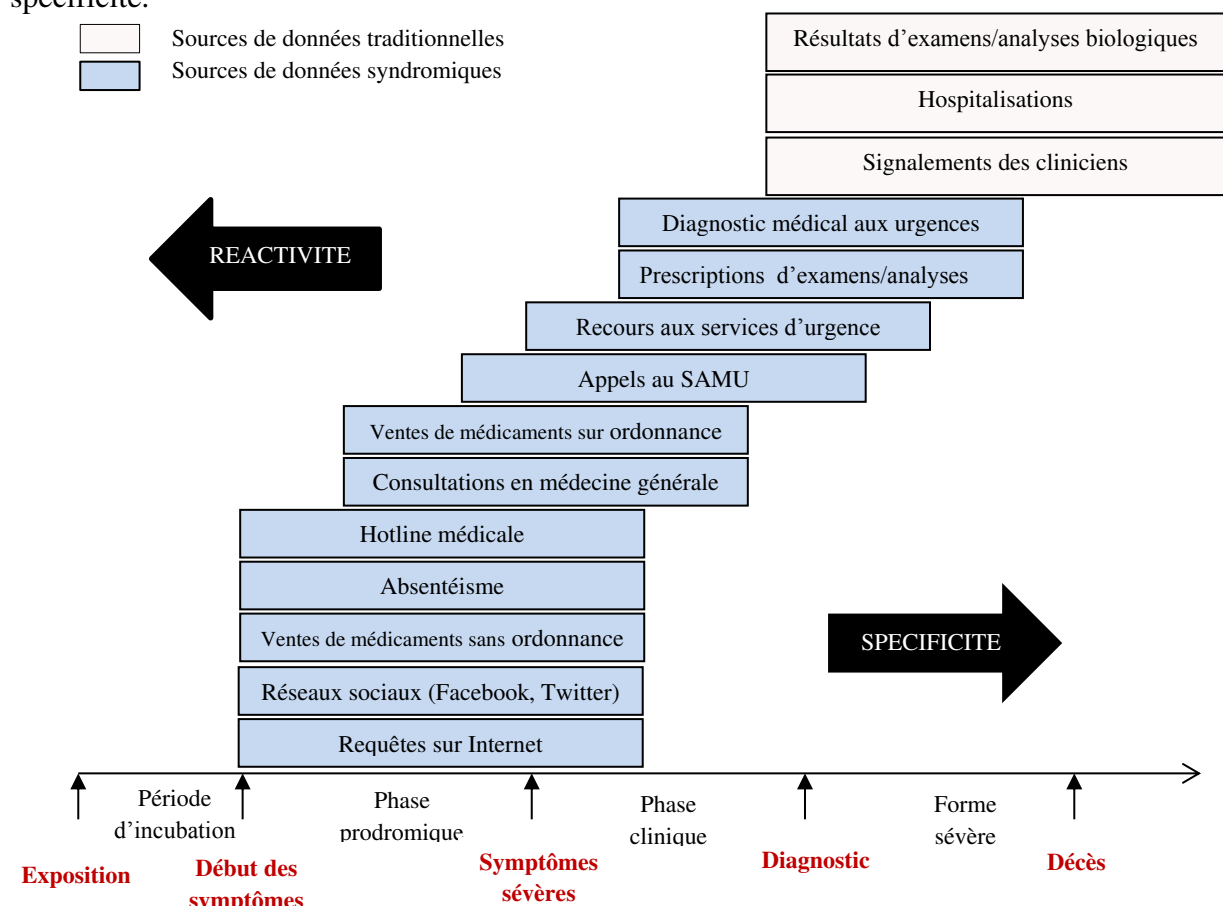 spécificité.
Sources de données traditionnelles
Sources de données syndromiques
Résultats d'examens/analyses biologiques
Hospitalisations
Signalements des cliniciens
Diagnostic médical aux urgences
REACTIVITE
Prescriptions d'examens/analyses
Recours aux services d'urgence
Appels au SAMU
Ventes de médicaments sur ordonnance
Consultations en médecine générale
Hotline médicale
Absentéisme
Ventes de médicaments sans ordonnance
SPECIFICITE
Réseaux sociaux (Facebook, Twitter)
Requêtes sur Internet
Période
d'incubation
Phase
prodromique
Phase
clinique
Forme
sévère
Exposition
Début des
symptômes
Symptômes
sévères
Diagnostic
Décès